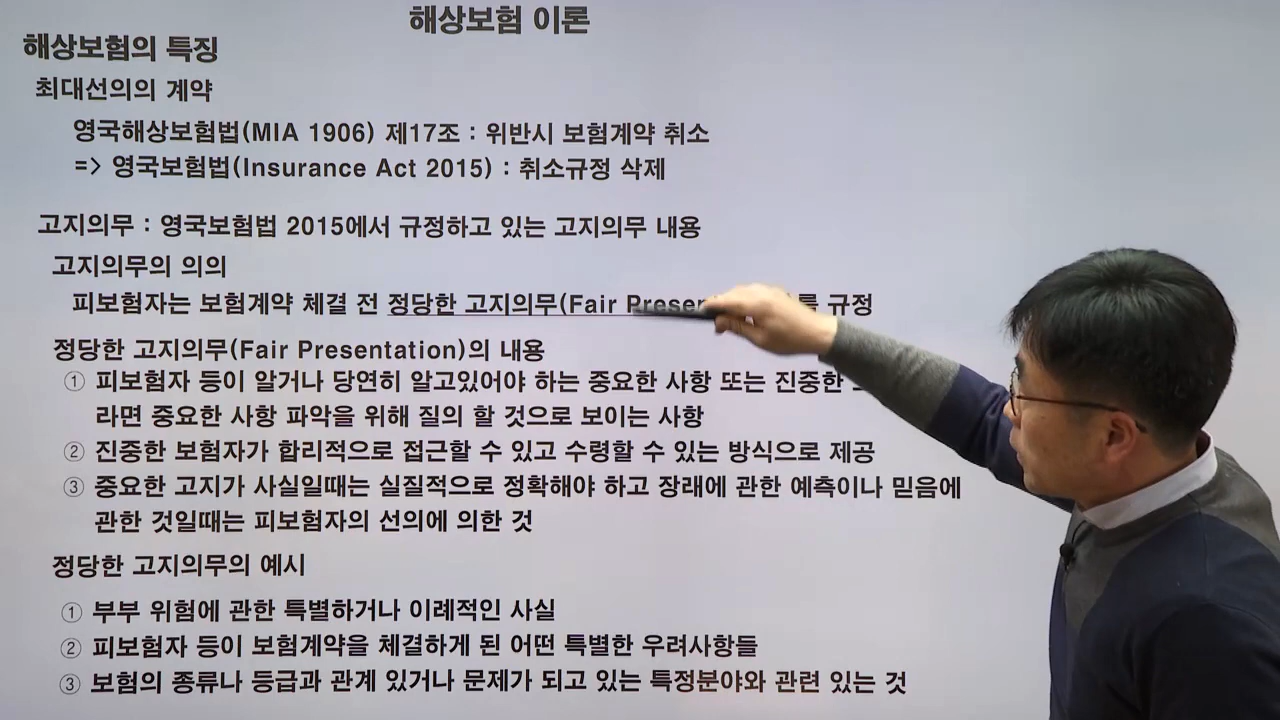 해상보험 이론
해상보험의 특징
최대선의의 계약
영국해상보험법(MIA 1906) 제17조 : 위반시 보험계약 취소
=> 영국보험법(Insurance Act 2015) : 취소규정 삭제
고지의무 : 영국보험법 2015에서 규정하고 있는 고지의무 내용
고지의무의 의의
피보험자는 보험계약 체결 전 정당한 고지의무(Fair 규정
정당한 고지의무(Fair Presentation)의 내용
① 피보험자 등이 알거나 당연히 알고있어야 하는 중요한 사항 또는 진중한
라면 중요한 사항 파악을 위해 질의 할 것으로 보이는 사항
② 진중한 보험자가 합리적으로 접근할 수 있고 수령할 수 있는 방식으로 제공
③ 중요한 고지가 사실일때는 실질적으로 정확해야 하고 장래에 관한 예측이나 믿음에
관한 것일때는 피보험자의 선의에 의한 것
정당한 고지의무의 예시
① 부부 위험에 관한 특별하거나 이례적인 사실
② 피보험자 등이 보험계약을 체결하게 된 어떤 특별한 우려사항들
③ 보험의 종류나 등급과 관계 있거나 문제가 되고 있는 특정분야와 관련 있는 것